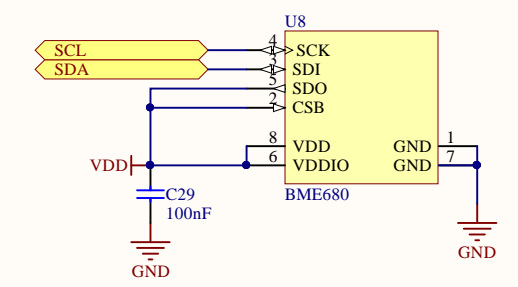 U8
SCL
4
SCK
SDA
3
SDI
5
SDO
2
CSB
8
VDD
GND
1
VDD
6
VDDIO
GND
7
C29
BME680
100nF
GND
GND